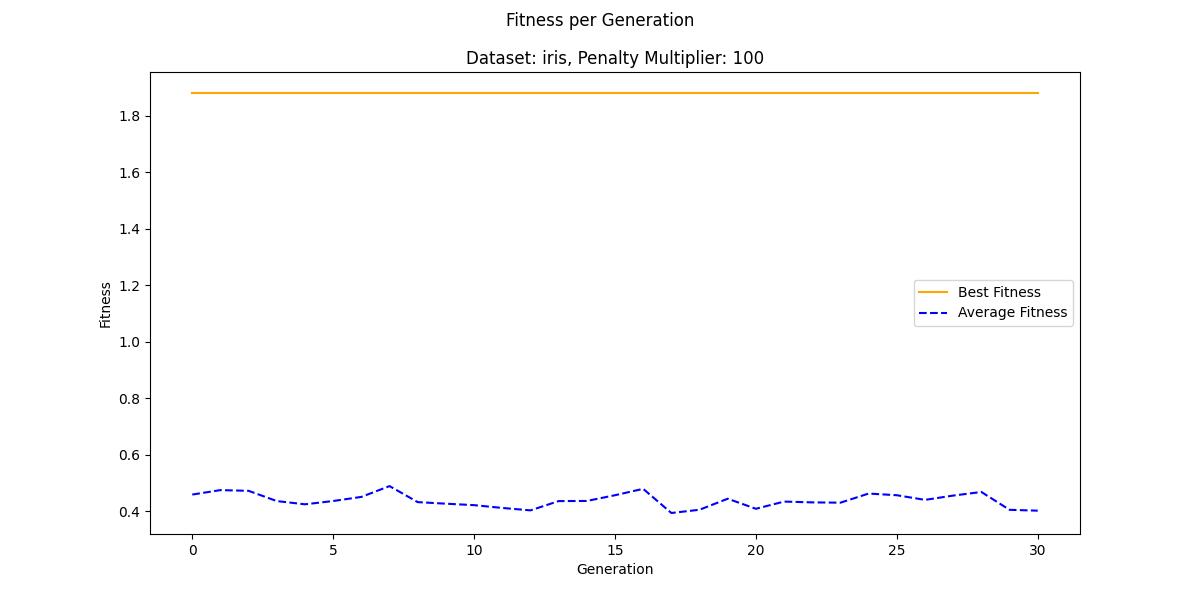 Fitness per Generation
Dataset: iris, Penalty Multiplier: 100
1.8
1.6
1.4
1.2
1.0
0.8
0.6
0.4
Fitness
Best Fitness
Average Fitness
0 5 10 15 20 25 30
Generation